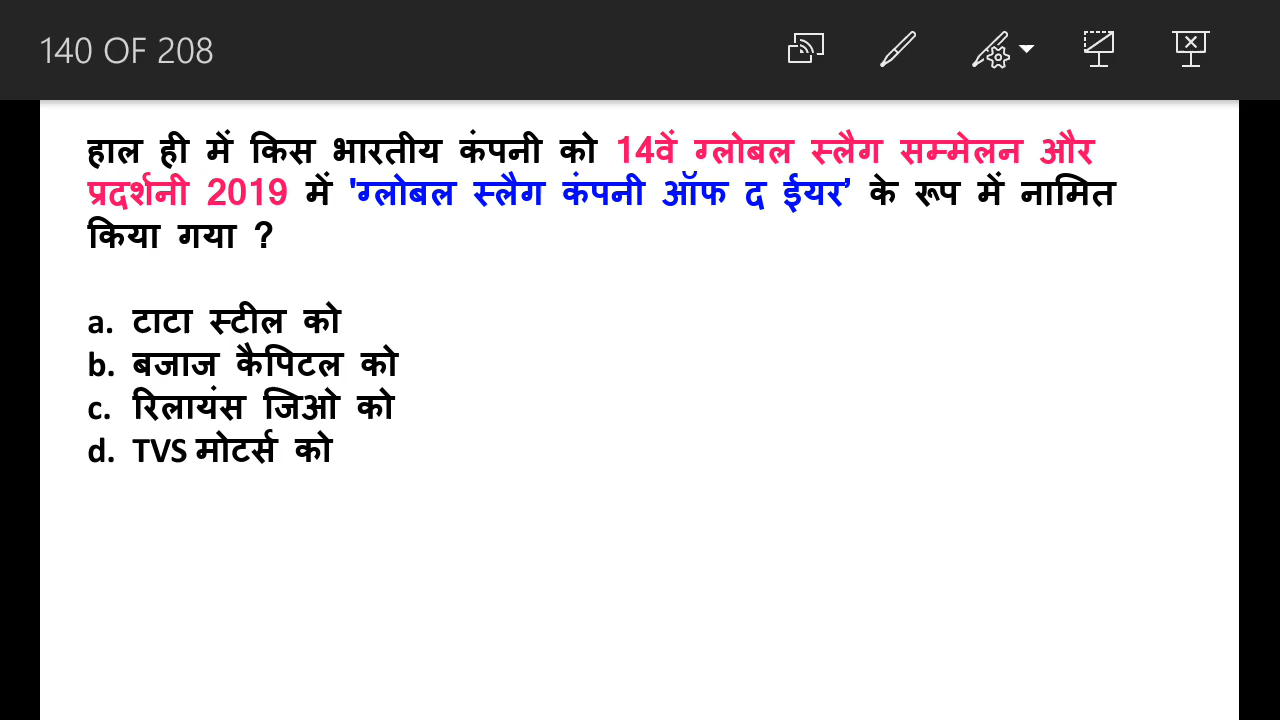 140 OF 208
हाल ही में किस भारतीय कंपनी को 14वें ग्लोबल स्लैग सम्मेलन और
प्रदर्शनी 2019 में 'ग्लोबल स्लैग कंपनी ऑफ द ईयर’ के रूप में नामित
किया गया ?
a. टाटा स्टील को
b. बजाज कैपिटल को
c. रिलायंस जिओ को
d. TVS मोटर्स को